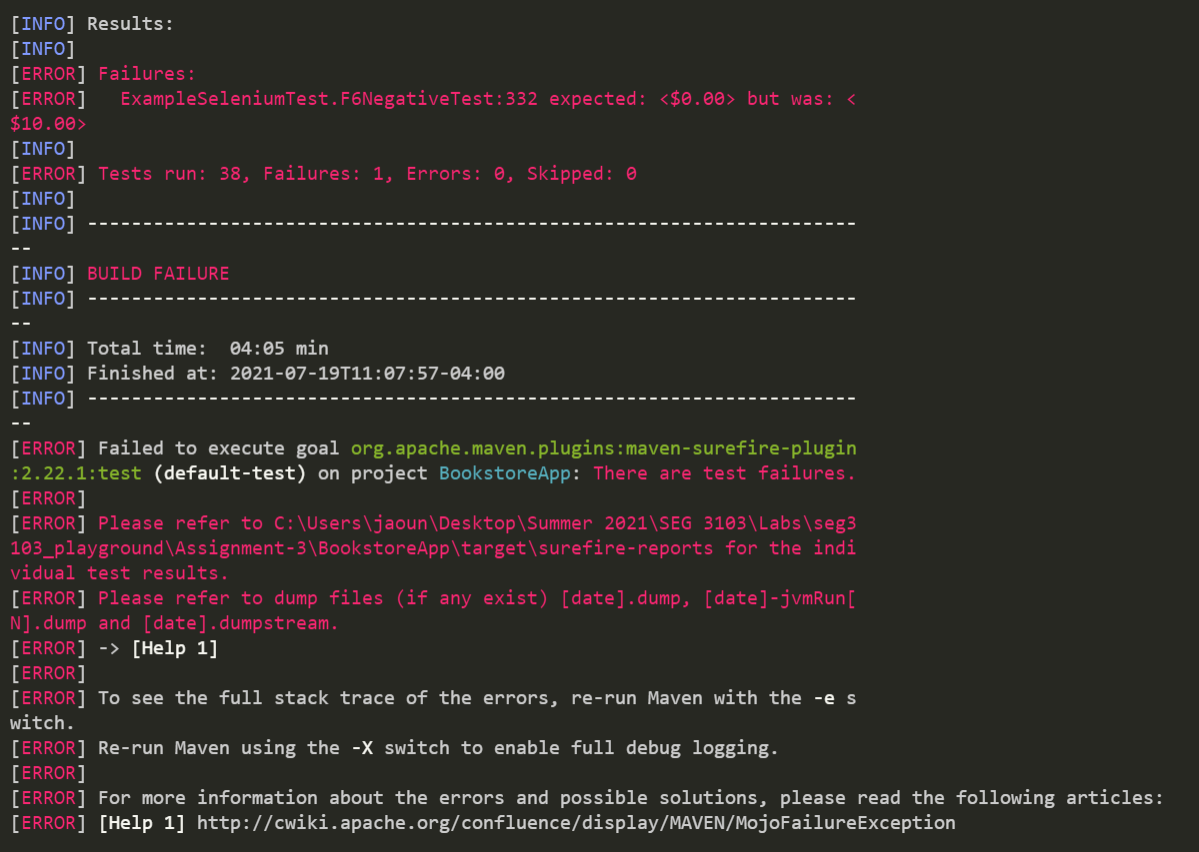 [INFO] Results:
[INFO]
[ERROR] Failures:
[ERROR]   ExampleSeleniumTest.F6NegativeTest:332 expected: <$0.00> but was: <
$10.00>
[INFO]
[ERROR] Tests run: 38, Failures: 1, Errors: 0, Skipped: 0
[INFO]
[INFO] ----------------------------------------------------------------------
--
[INFO] BUILD FAILURE
[INFO] ----------------------------------------------------------------------
--
[INFO] Total time:  04:05 min
[INFO] Finished at: 2021-07-19T11:07:57-04:00
[INFO] ----------------------------------------------------------------------
--
[ERROR] Failed to execute goal org.apache.maven.plugins:maven-surefire-plugin
:2.22.1:test (default-test) on project BookstoreApp: There are test failures.
[ERROR]
[ERROR] Please refer to C:\Users\jaoun\Desktop\Summer 2021\SEG 3103\Labs\seg3
103_playground\Assignment-3\BookstoreApp\target\surefire-reports for the indi
vidual test results.
[ERROR] Please refer to dump files (if any exist) [date].dump, [date]-jvmRun[
N].dump and [date].dumpstream.
[ERROR] -> [Help 1]
[ERROR]
[ERROR] To see the full stack trace of the errors, re-run Maven with the -e s
witch.
[ERROR] Re-run Maven using the -X switch to enable full debug logging.
[ERROR]
[ERROR] For more information about the errors and possible solutions, please read the following articles:
[ERROR] [Help 1] http://cwiki.apache.org/confluence/display/MAVEN/MojoFailureException